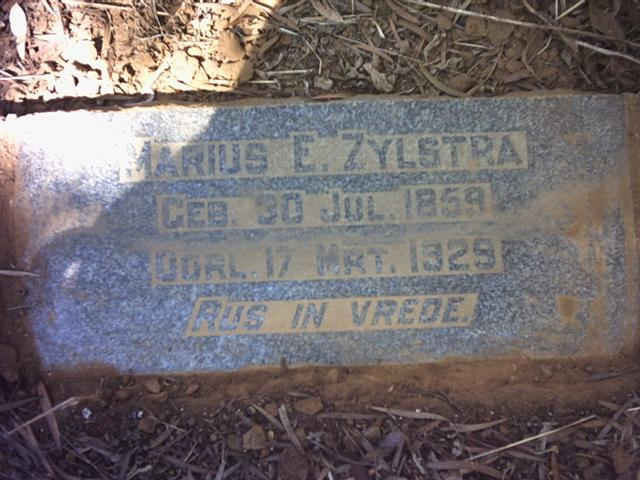 MARIUS E. ZYLSTRA
GEB. 30 JUL. 1859
OORL. 17 MRT. 1929
RUS IN VREDE.